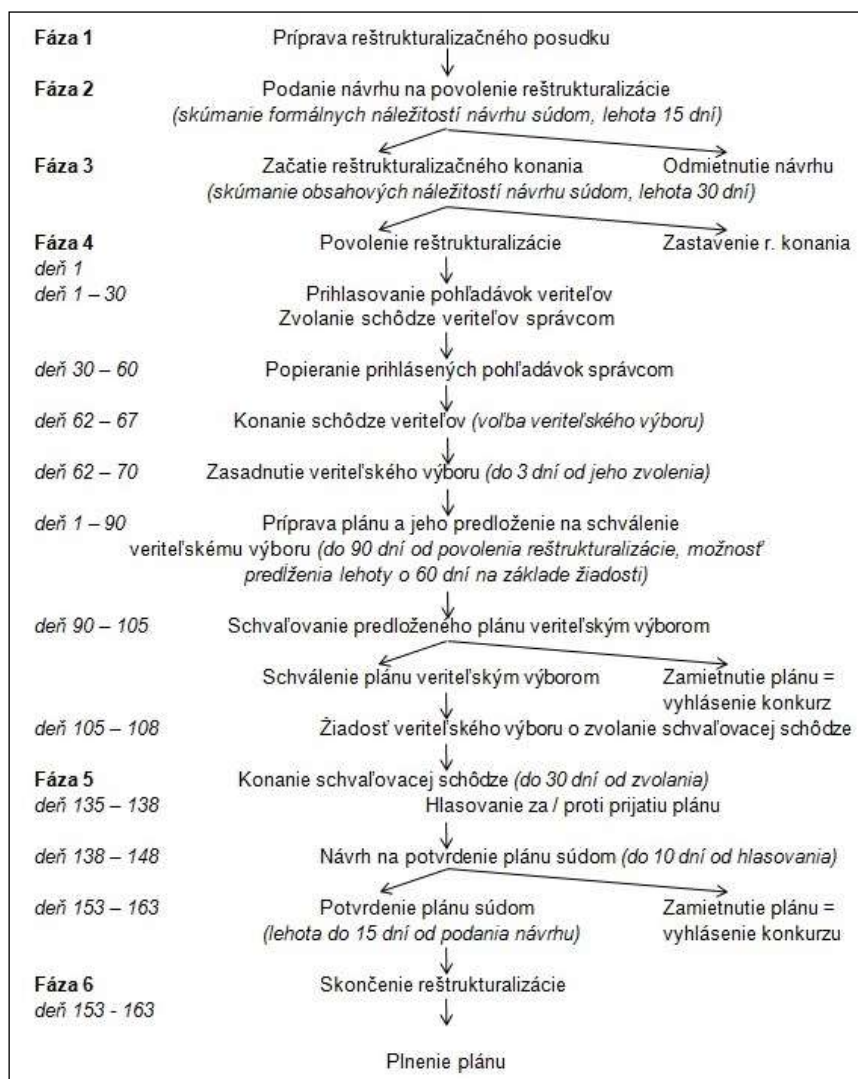 Fáza 1 Príprava reštrukturalizačného posudku
Fáza 2 Podanie návrhu na povolenie reštrukturalizácie
(skúmanie formálnych náležitostí návrhu súdom, lehota 15 dní)
Fáza 3 Začatie reštrukturalizačného konania Odmietnutie návrhu
(skúmanie obsahových náležitostí návrhu súdom, lehota 30 dní)
Fáza 4 Povolenie reštrukturalizácie Zastavenie r. konania
deň 1
deň 1 – 30 Prihlasovanie pohľadávok veriteľov
Zvolanie schôdze veriteľov správcom
deň 30 – 60 Popieranie prihlásených pohľadávok správcom
deň 62 – 67 Konanie schôdze veriteľov (voľba veriteľského výboru)
deň 62 – 70 Zasadnutie veriteľského výboru (do 3 dní od jeho zvolenia)
deň 1 – 90 Príprava plánu a jeho predloženie na schválenie
veriteľskému výboru (do 90 dní od povolenia reštrukturalizácie, možnosť
predĺženia lehoty o 60 dní na základe žiadosti)
deň 90 – 105 Schvaľovanie predloženého plánu veriteľským výborom
Schválenie plánu veriteľským výborom Zamietnutie plánu =
vyhlásenie konkurz
deň 105 – 108 Žiadosť veriteľského výboru o zvolanie schvaľovacej schôdze
Fáza 5 Konanie schvaľovacej schôdze (do 30 dní od zvolania)
deň 135 – 138 Hlasovanie za / proti prijatiu plánu
deň 138 – 148 Návrh na potvrdenie plánu súdom (do 10 dní od hlasovania)
deň 153 – 163 Potvrdenie plánu súdom Zamietnutie plánu =
(lehota do 15 dní od podania návrhu) vyhlásenie konkurzu
Fáza 6 Skončenie reštrukturalizácie
deň 153 - 163
Plnenie plánu